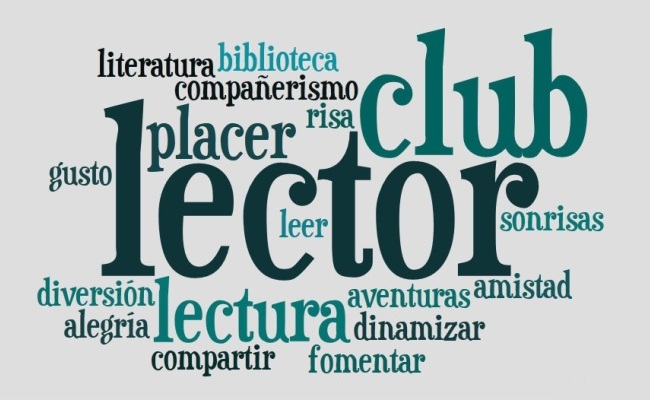 club
literatura
biblioteca
compañerismo
risa
placer
lector
gusto
leer
sonrisas
diversión
lectura
aventuras
amistad
alegría
dinamizar
compartir
fomentar